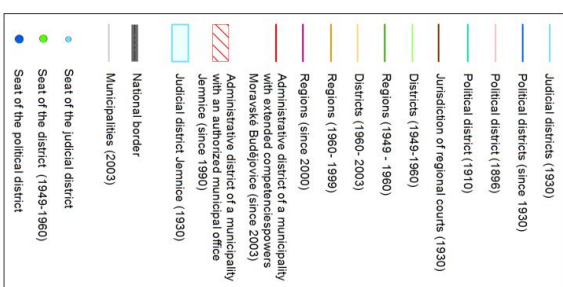 Judicial districts (1930)
Political districts (since 1930)
Political district (1896)
Political district (1910)
Jurisdiction of regional courts (1930)
Districts (1949-1960)
Regions (1949 - 1960)
Districts (1960- 2003)
Regions (1960- 1999)
Regions (since 2000)
Administrative district of a municipality
with extended competenciespowers
Moravské Budějovice (since 2003)
Administrative district of a municipality
with an authorized municipal office
Jemnice (since 1990)
Judicial district Jemnice (1930)
National border
Municipalities (2003)
Seat of the judicial district
Seat of the district (1949-1960)
Seat of the political district